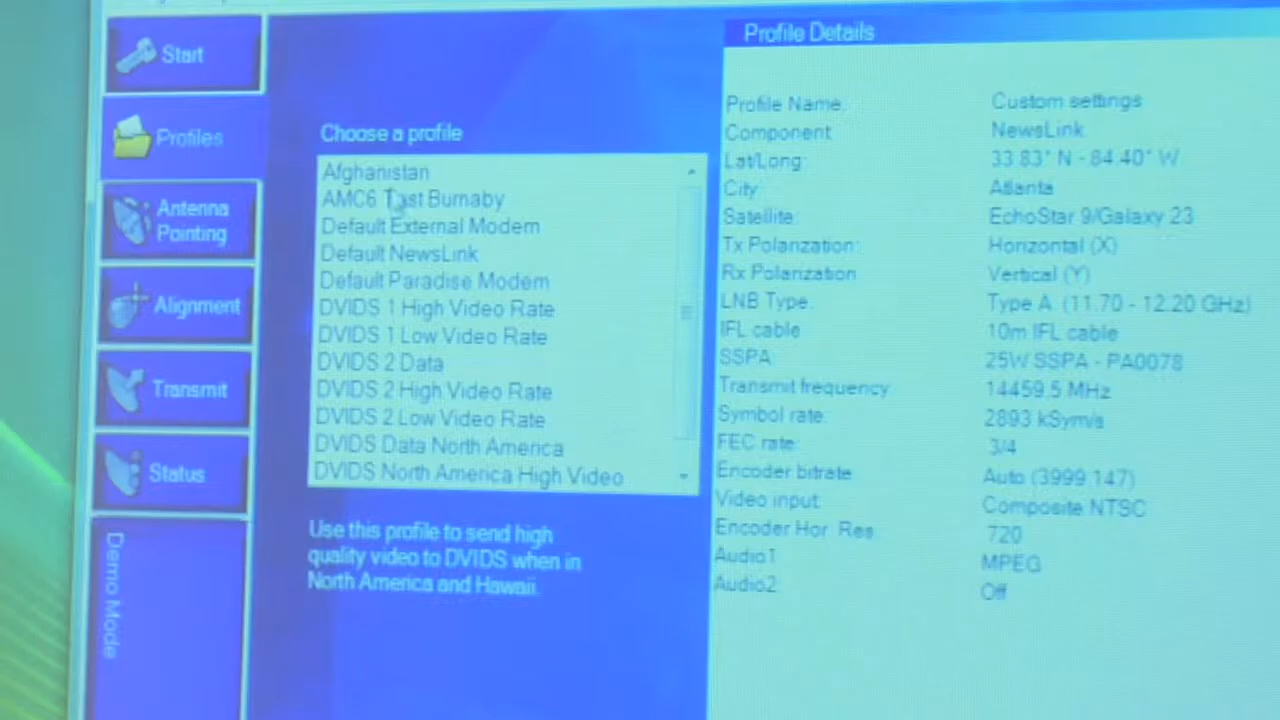 Start
Profiles
Antenna
Pointing
Alignment
Transmit
Status
Demo Mode
Choose a profile
Afghanistan
AMC6 Test Burnaby
Default External Modem
Default NewsLink
Default Paradise Modem
DVIDS 1 High Video Rate
DVIDS 1 Low Video Rate
DVIDS 2 Data
DVIDS 2 High Video Rate
DVIDS 2 Low Video Rate
DVIDS Data North America
DVIDS North America High Video
Use this profile to send high
quality video to DVIDS when in
North America and Hawaii.
Profile Details
Profile Name: Custom settings
Component NewsLink
Lat/Long: 33.83° N - 84.40° W
City Atlanta
Satellite: EchoStar 9/Galaxy 23
Tx Polarization: Horizontal (X)
Rx Polarization Vertical (Y)
LNB Type: Type A (11.70 - 12.20 GHz)
IFL cable 10m IFL cable
SSPA: 25W SSPA - PA0078
Transmit frequency 14459.5 MHz
Symbol rate: 2893 kSym/s
FEC rate: 3/4
Encoder bitrate Auto (3999.147)
Video input: Composite NTSC
Encoder Hor. Res. 720
Audio1 MPEG
Audio2: Off